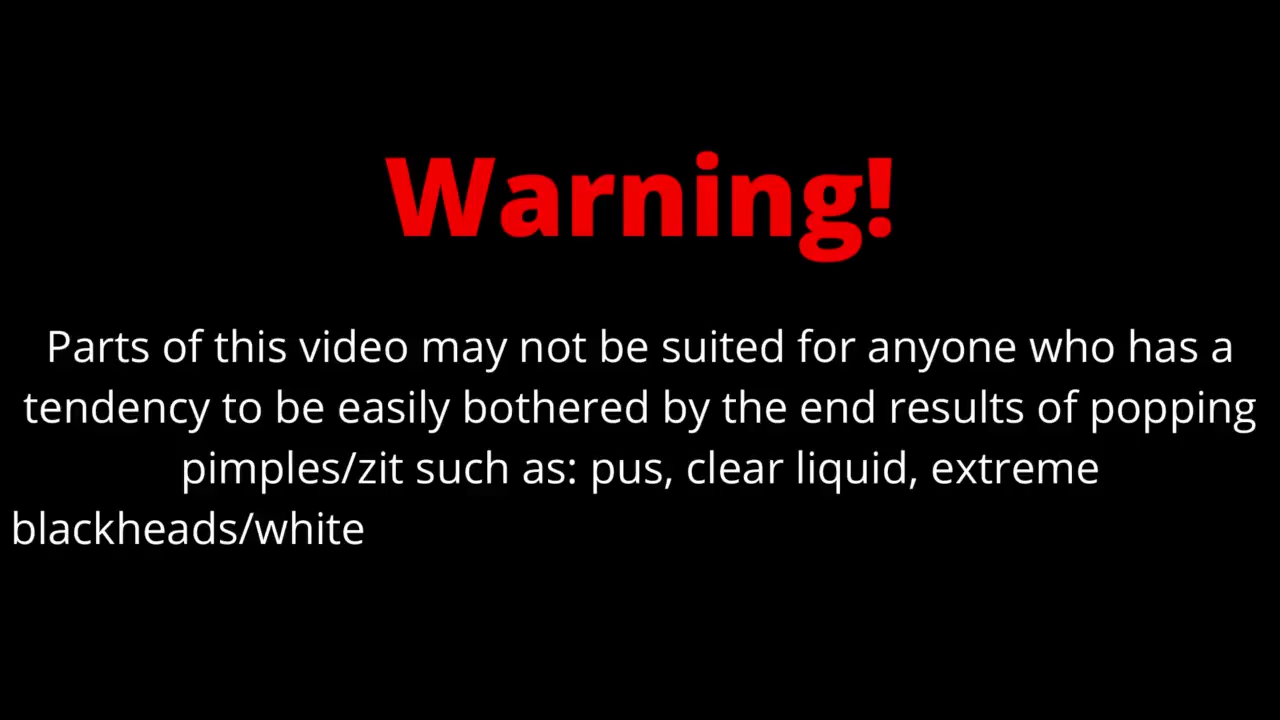 Warning!
Parts of this video may not be suited for anyone who has a
tendency to be easily bothered by the end results of popping
pimples/zit such as: pus, clear liquid, extreme
blackheads/white